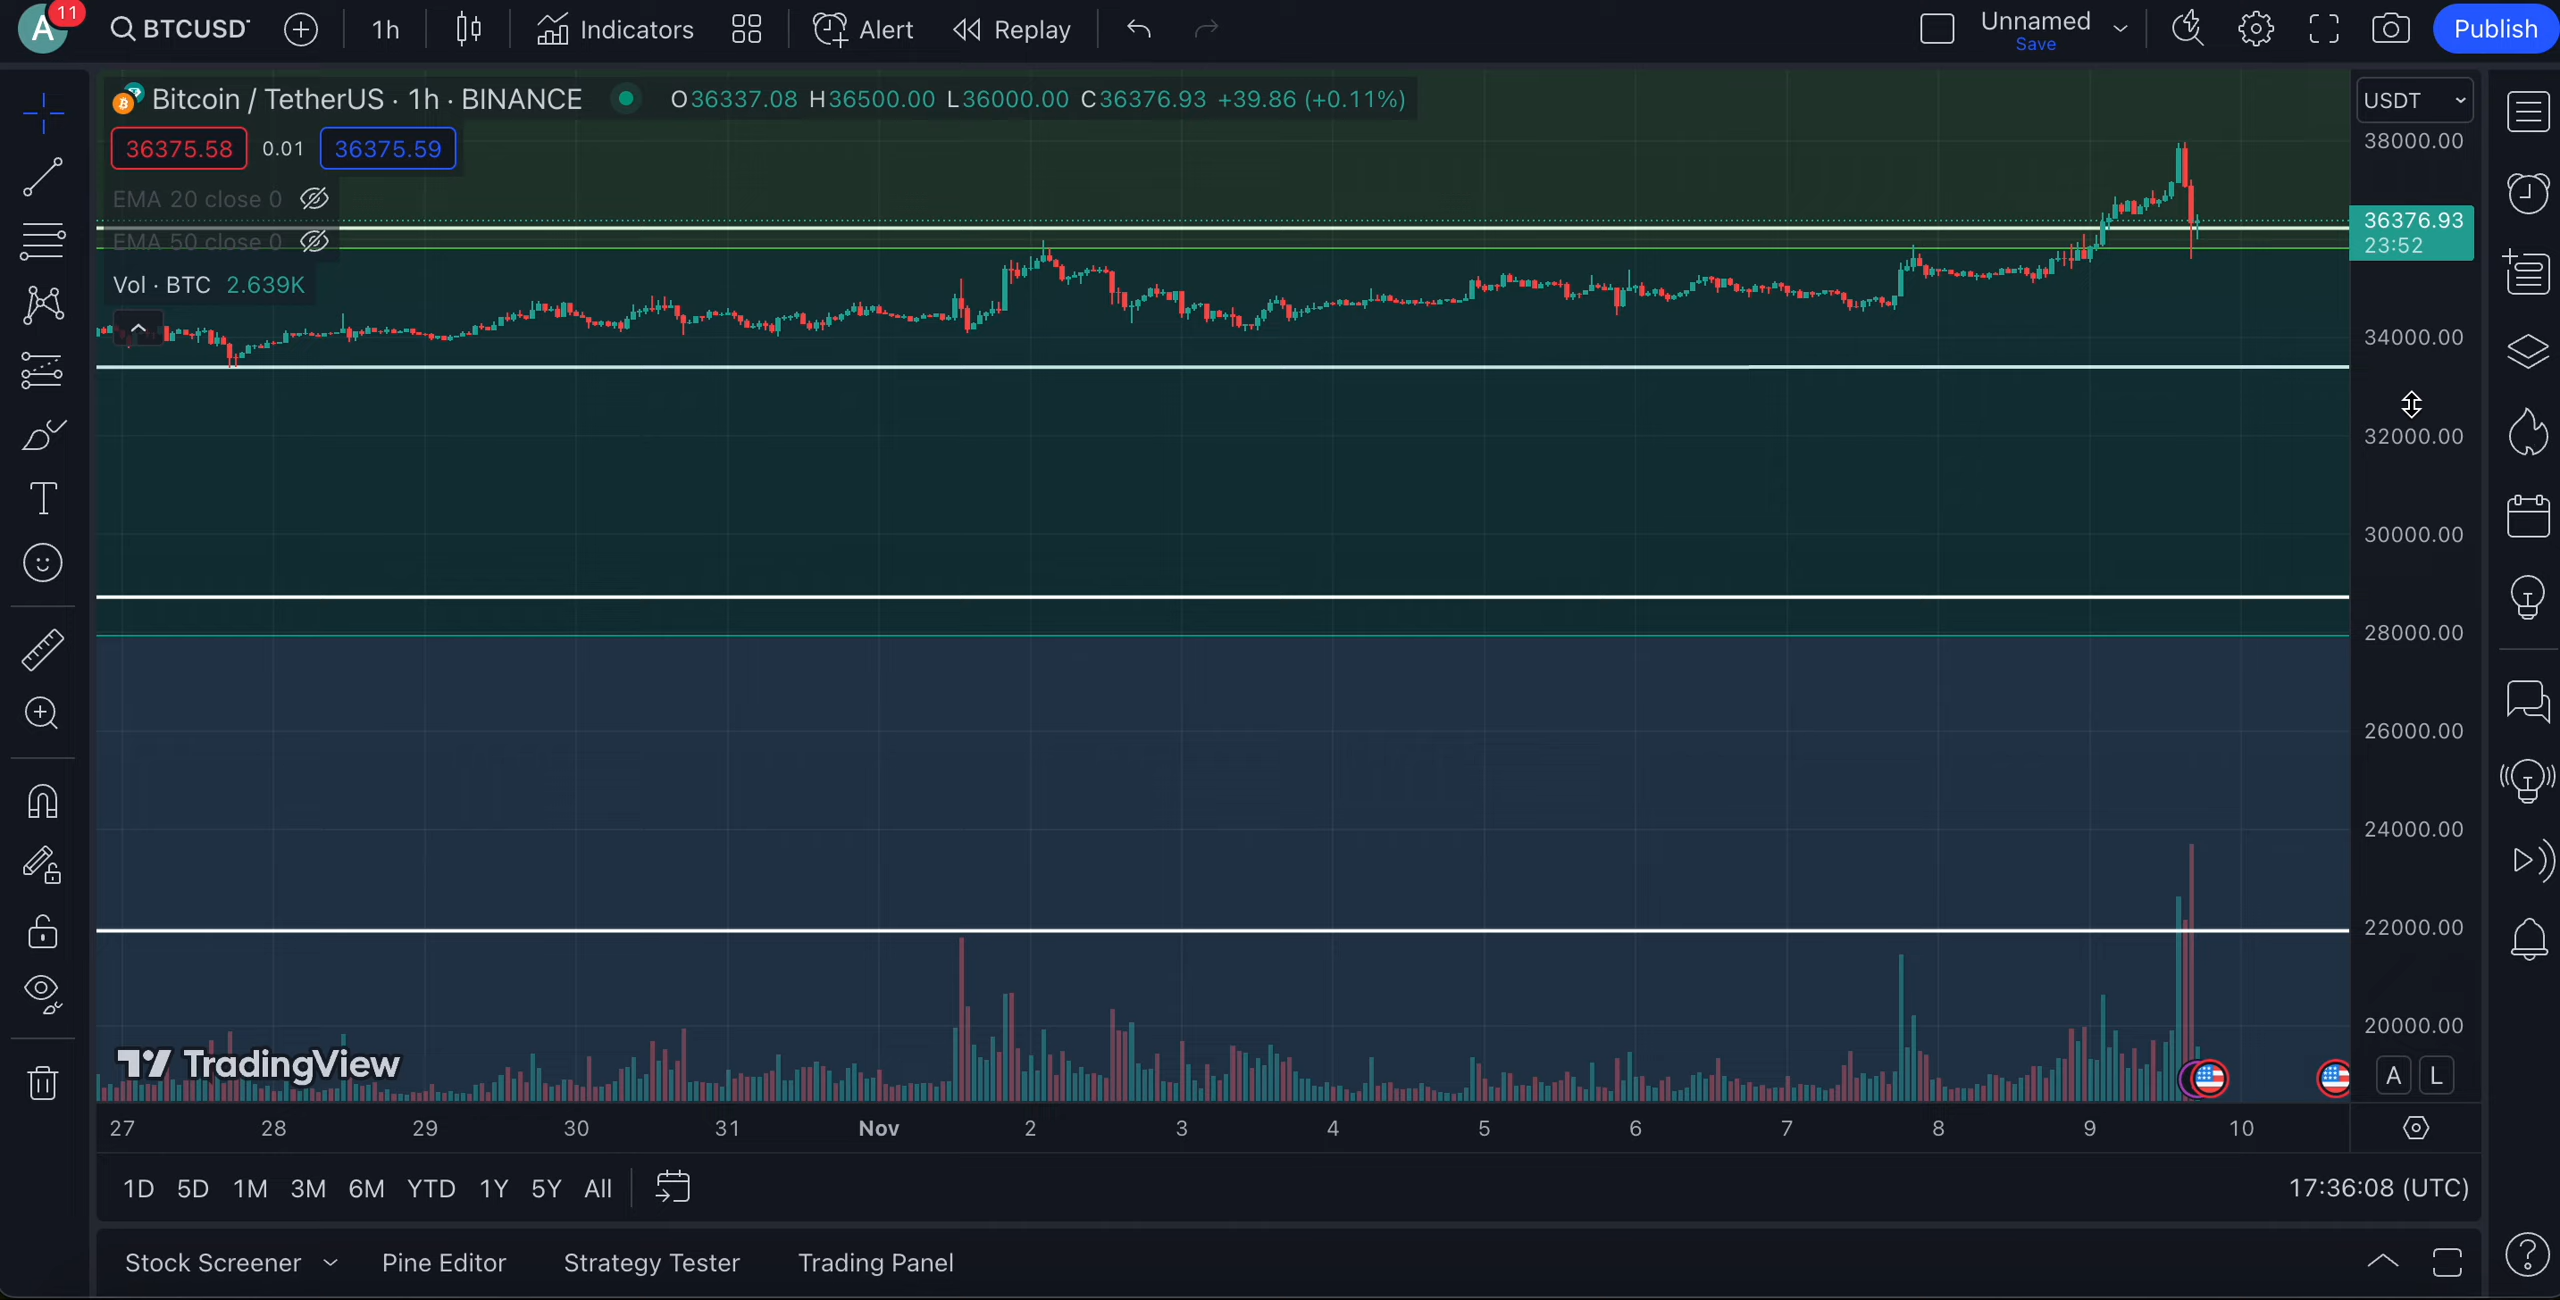 A 11 BTCUSDT 1h Indicators Alert Replay Unnamed Save Publish
Bitcoin / TetherUS · 1h · BINANCE O36337.08 H36500.00 L36000.00 C36376.93 +39.86 (+0.11%)
USDT
36375.58 0.01 36375.59
EMA 20 close 0
EMA 50 close 0
Vol · BTC 2.639K
38000.00
36376.93
23:52
34000.00
32000.00
30000.00
28000.00
26000.00
24000.00
22000.00
20000.00
TradingView
A L
27 28 29 30 31 Nov 2 3 4 5 6 7 8 9 10
1D 5D 1M 3M 6M YTD 1Y 5Y All 17:36:08 (UTC)
Stock Screener Pine Editor Strategy Tester Trading Panel